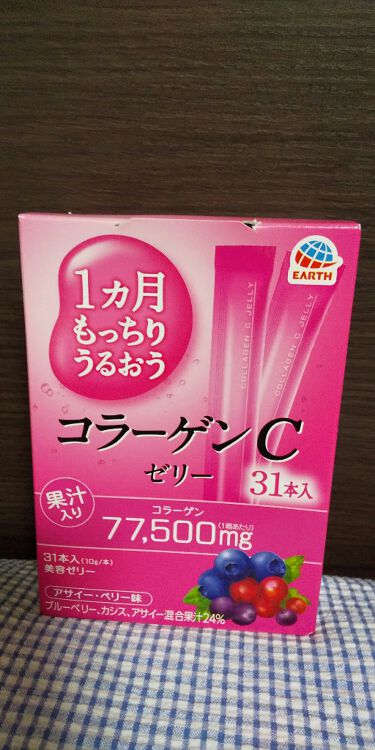 EARTH
1ヵ月
もっちり
うるおう
COLLAGEN C JELLY
COLLAGEN C JELLY
コラーゲンC
ゼリー
31本入
果汁
入り
コラーゲン
(1箱あたり)
77,500mg
31本入(10g/本)
美容ゼリー
アサイー・ベリー味
ブルーベリー、カシス、アサイー混合果汁24%